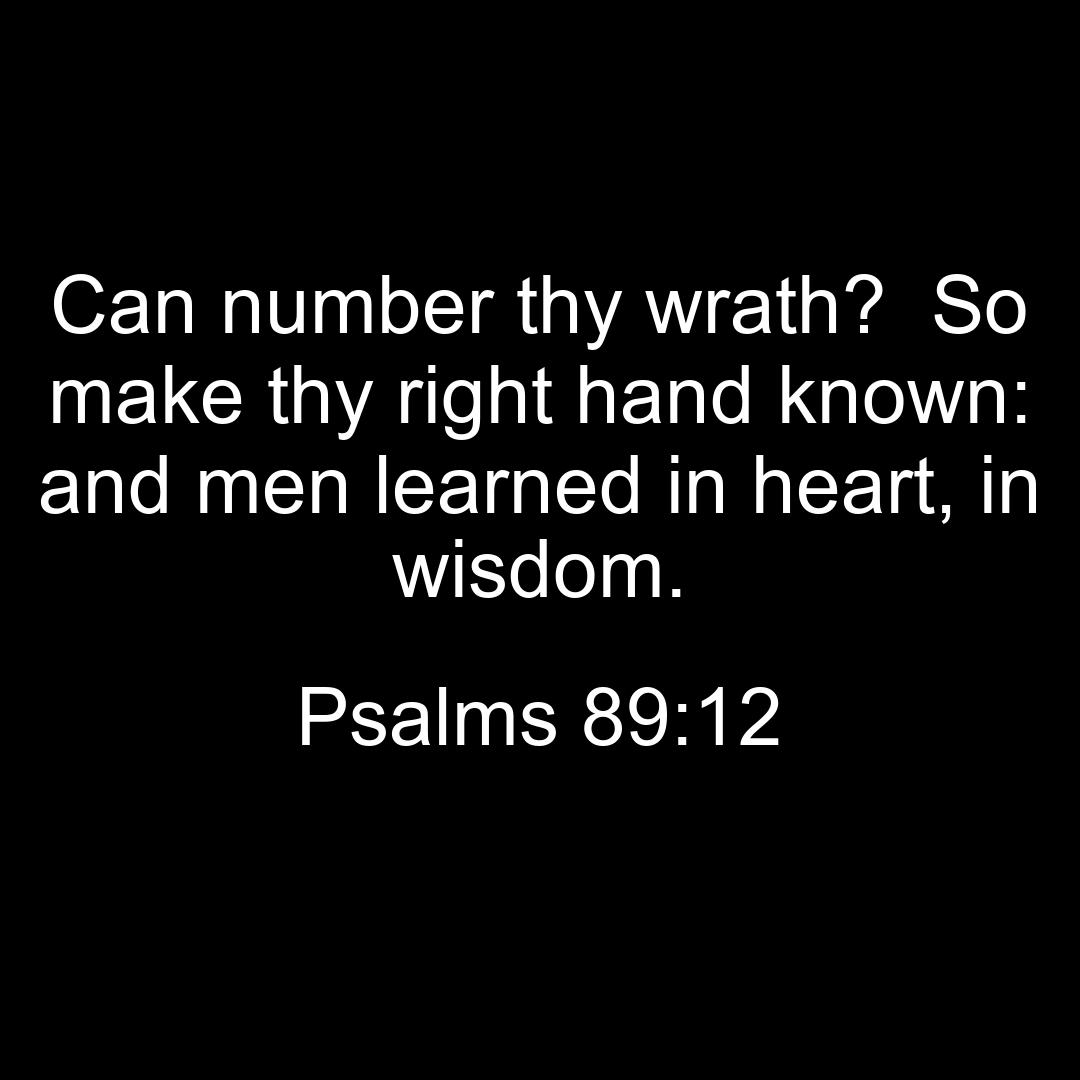 Can number thy wrath?  So
make thy right hand known:
and men learned in heart, in
wisdom.
Psalms 89:12